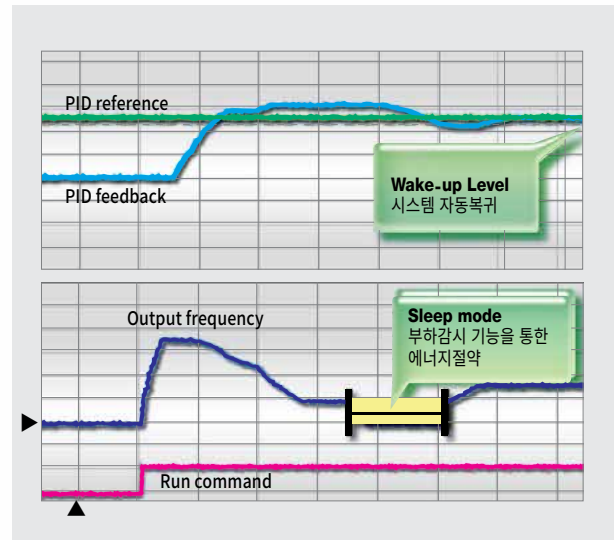 PID reference
PID feedback
Wake-up Level
시스템 자동복귀
Output frequency
Sleep mode
부하감시 기능을 통한
에너지절약
Run command